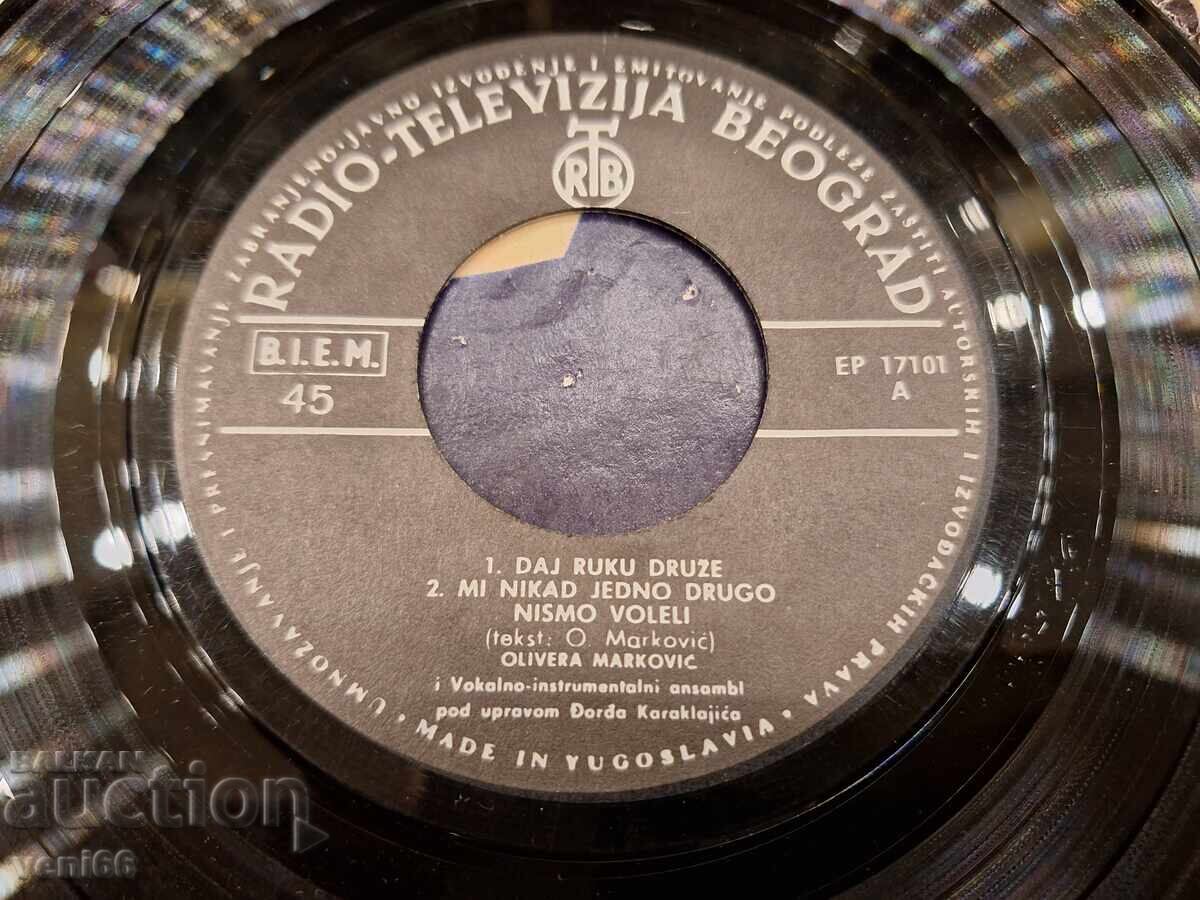 UMNOŽAVANJE I PRESNIMAVANJE ZABRANJENO · JAVNO IZVOĐENJE I EMITOVANJE PODLEŽE ZAŠTITI AUTORSKIH I IZVOĐAČKIH PRAVA ·
RADIO-TELEVIZIJA BEOGRAD
RTB
B.I.E.M.
45
EP 17101
A
1. DAJ RUKU DRUŽE
2. MI NIKAD JEDNO DRUGO
NISMO VOLELI
(tekst: O. Marković)
OLIVERA MARKOVIĆ
i Vokalno-instrumentalni ansambl
pod upravom Đorđa Karaklajića
· MADE IN YUGOSLAVIA ·
BALKAN
auction
yeni66